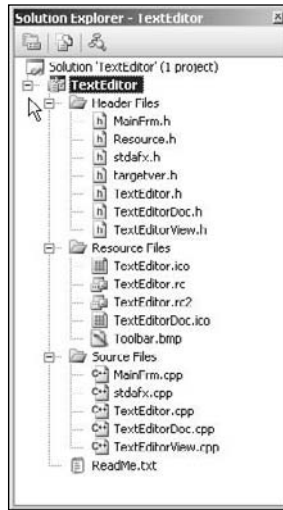 Solution Explorer - TextEditor
Solution 'TextEditor' (1 project)
TextEditor
Header Files
MainFrm.h
Resource.h
stdafx.h
targetver.h
TextEditor.h
TextEditorDoc.h
TextEditorView.h
Resource Files
TextEditor.ico
TextEditor.rc
TextEditor.rc2
TextEditorDoc.ico
Toolbar.bmp
Source Files
MainFrm.cpp
stdafx.cpp
TextEditor.cpp
TextEditorDoc.cpp
TextEditorView.cpp
ReadMe.txt